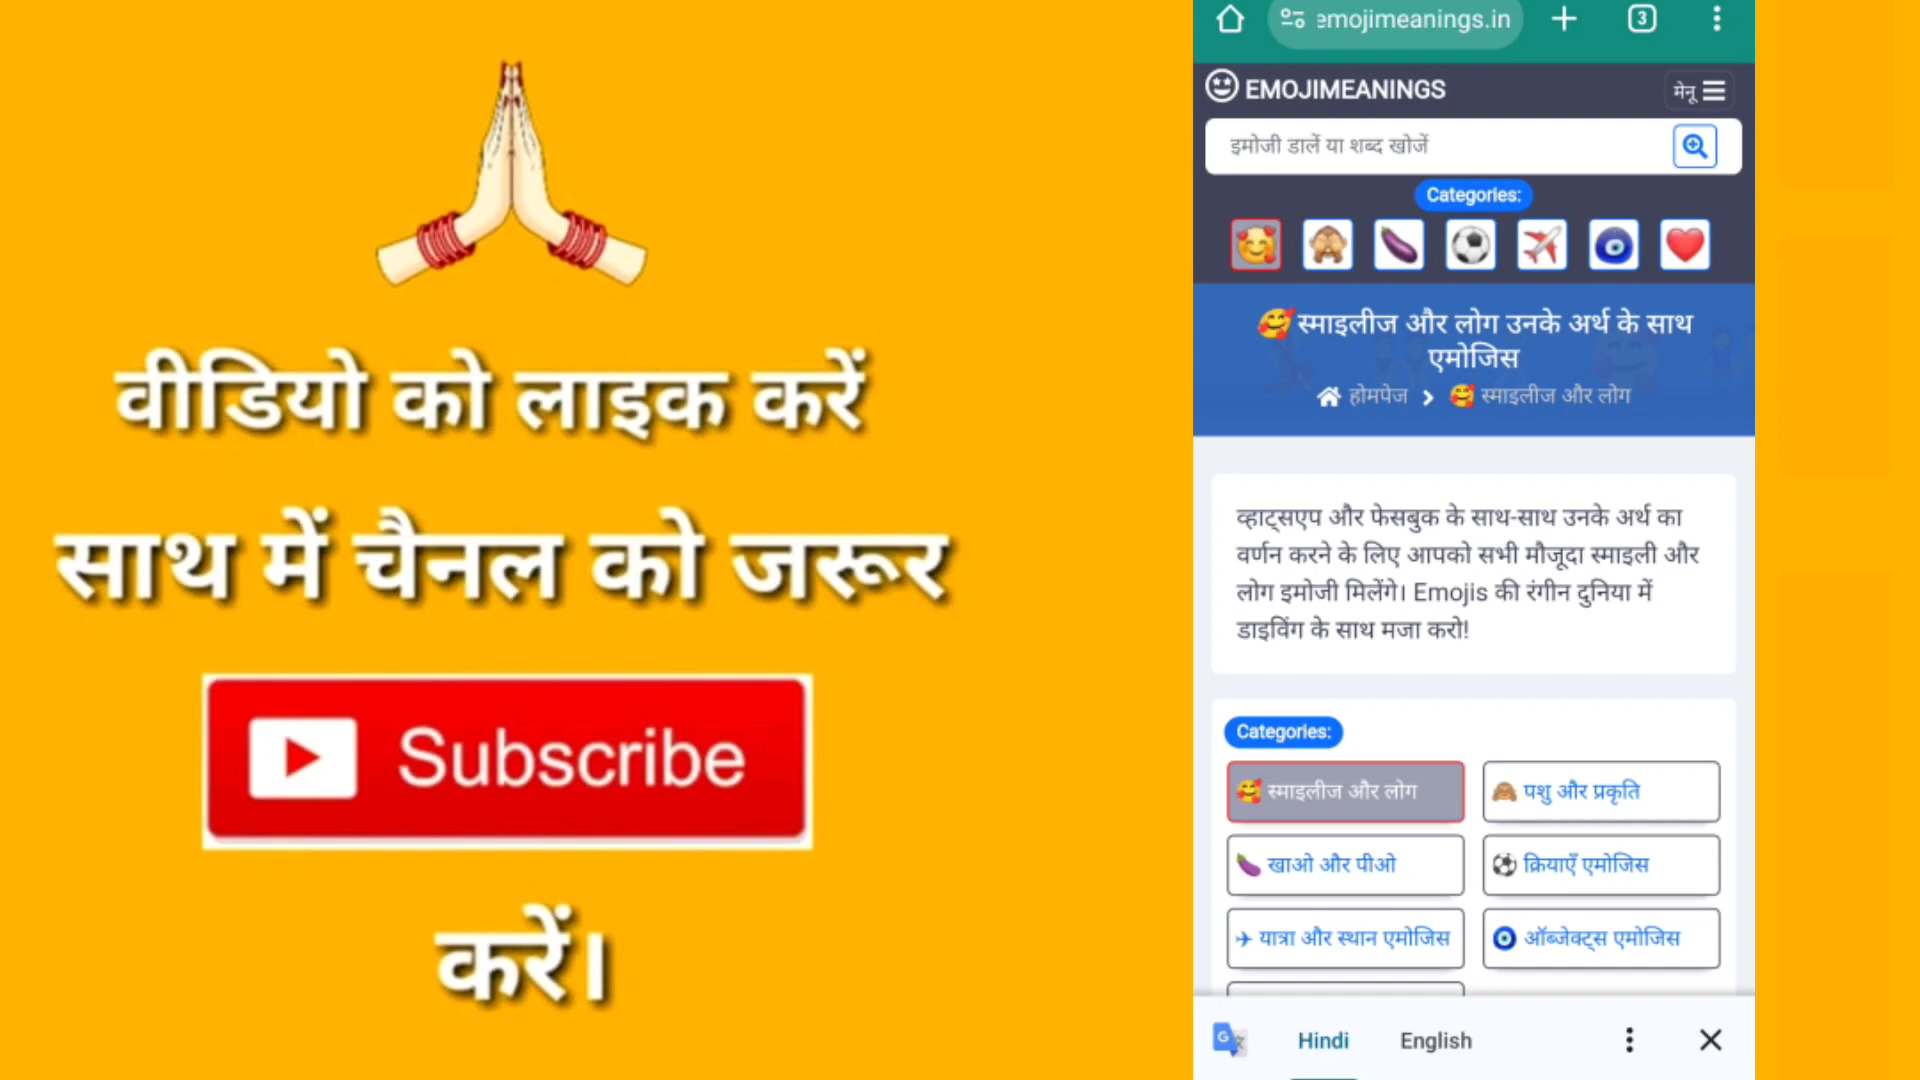 वीडियो को लाइक करें
साथ में चैनल को जरूर
Subscribe
करें।
emojimeanings.in
3
EMOJIMEANINGS
मेनू
इमोजी डालें या शब्द खोजें
Categories:
स्माइलीज और लोग उनके अर्थ के साथ
एमोजिस
होमपेज
स्माइलीज और लोग
व्हाट्सएप और फेसबुक के साथ-साथ उनके अर्थ का
वर्णन करने के लिए आपको सभी मौजूदा स्माइली और
लोग इमोजी मिलेंगे। Emojis की रंगीन दुनिया में
डाइविंग के साथ मजा करो!
Categories:
स्माइलीज और लोग
पशु और प्रकृति
खाओ और पीओ
क्रियाएँ एमोजिस
यात्रा और स्थान एमोजिस
ऑब्जेक्ट्स एमोजिस
Hindi
English